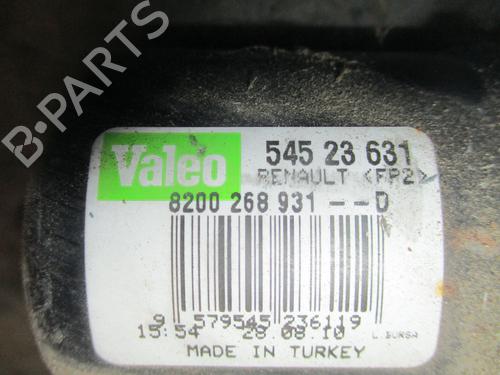 B-PARTS
Valeo
545 23 631
RENAULT <FP2>
8200 268 931 -- D
9 579545 236119
15:54 28.08.10 L. BURSA
MADE IN TURKEY